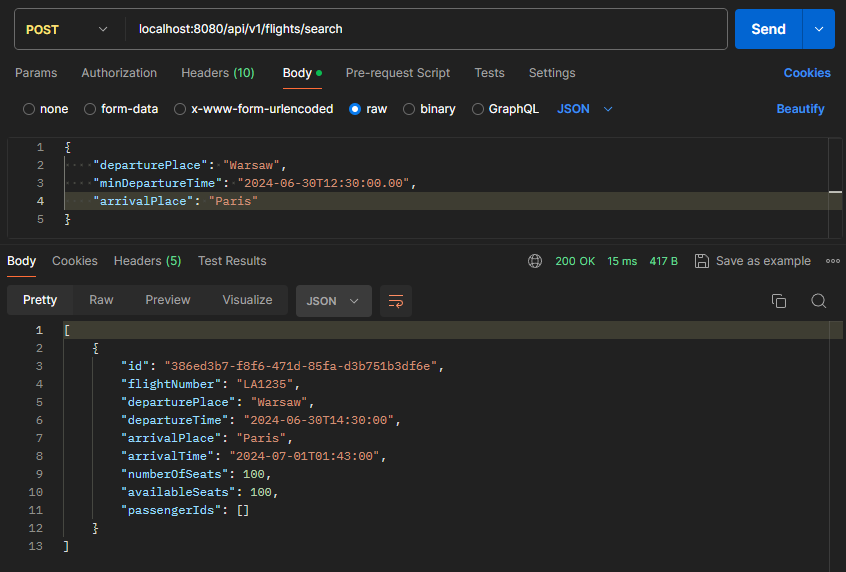 POST localhost:8080/api/v1/flights/search Send
Params Authorization Headers (10) Body Pre-request Script Tests Settings Cookies
none form-data x-www-form-urlencoded raw binary GraphQL JSON Beautify
1 {
2 "departurePlace": "Warsaw",
3 "minDepartureTime": "2024-06-30T12:30:00.00",
4 "arrivalPlace": "Paris"
5 }
Body Cookies Headers (5) Test Results 200 OK 15 ms 417 B Save as example
Pretty Raw Preview Visualize JSON
1 [
2 {
3 "id": "386ed3b7-f8f6-471d-85fa-d3b751b3df6e",
4 "flightNumber": "LA1235",
5 "departurePlace": "Warsaw",
6 "departureTime": "2024-06-30T14:30:00",
7 "arrivalPlace": "Paris",
8 "arrivalTime": "2024-07-01T01:43:00",
9 "numberOfSeats": 100,
10 "availableSeats": 100,
11 "passengerIds": []
12 }
13 ]